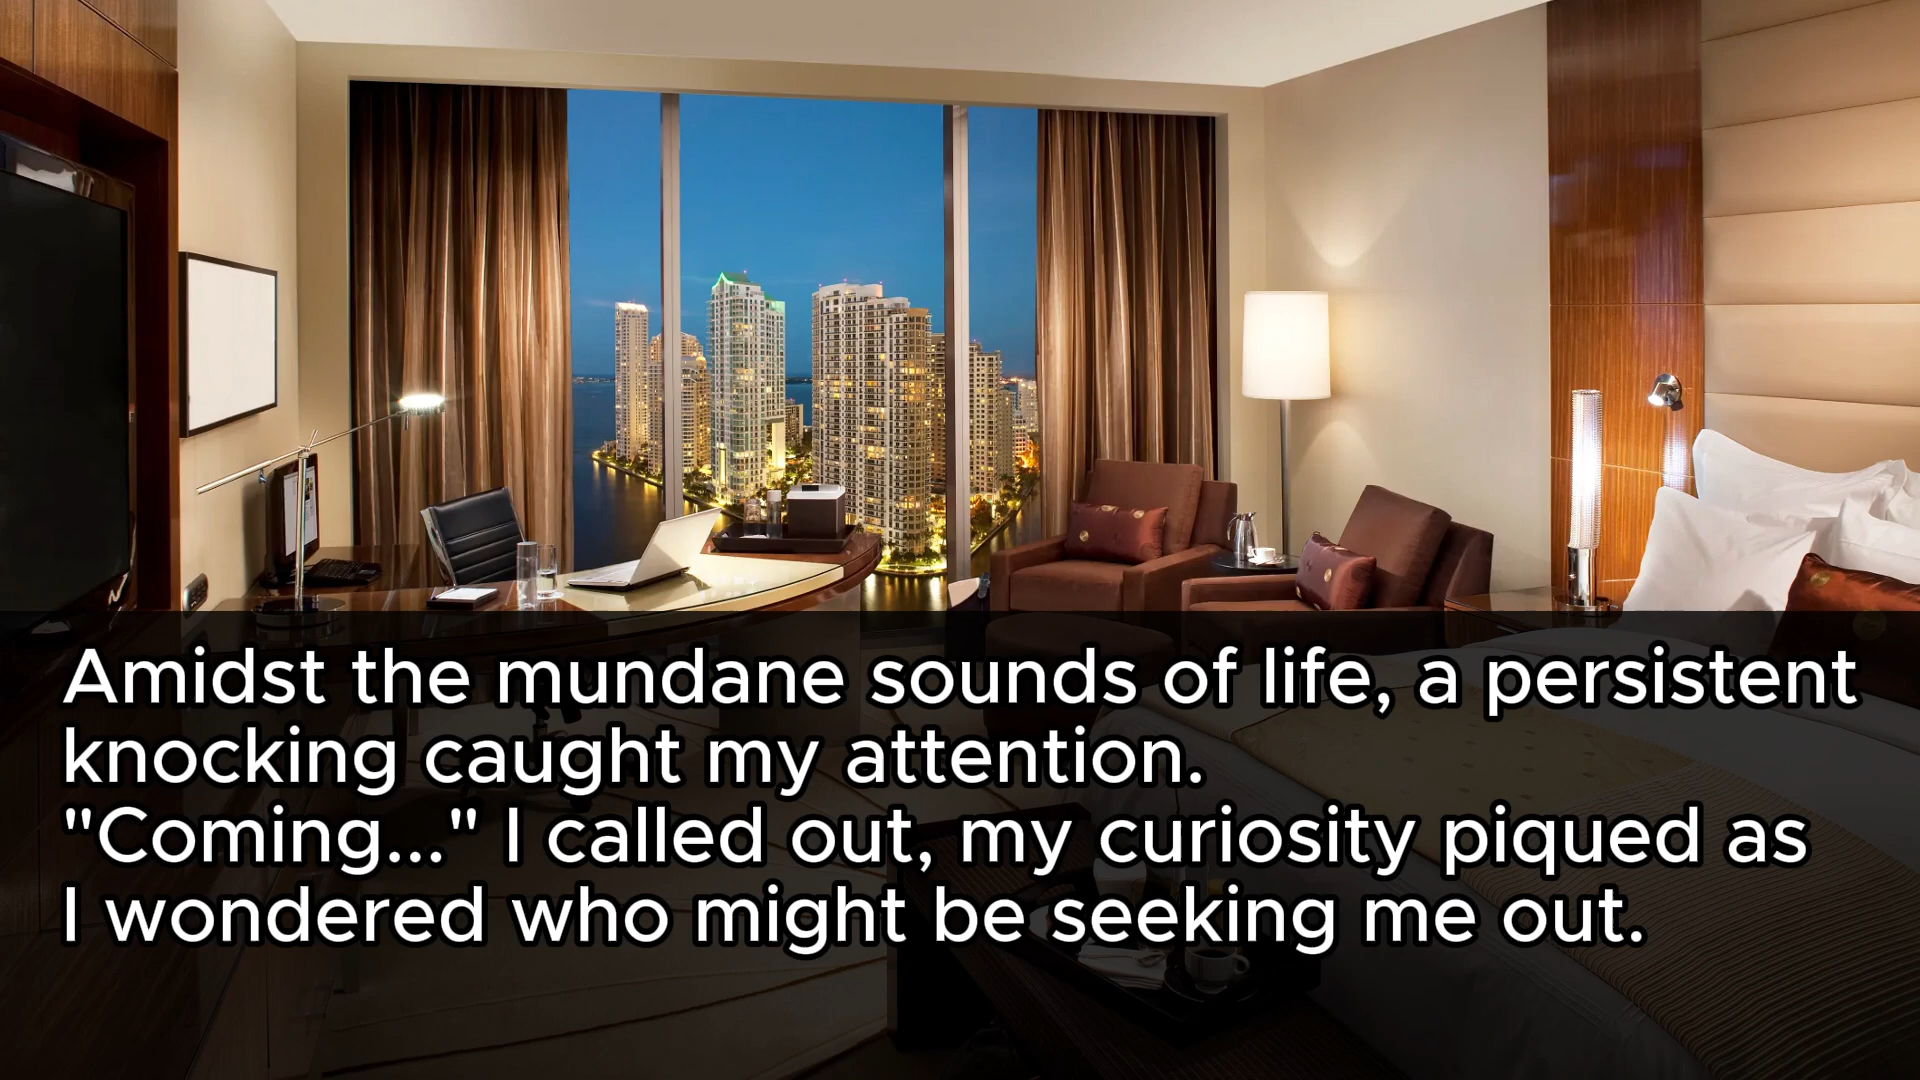 Amidst the mundane sounds of life, a persistent
knocking caught my attention.
"Coming..." I called out, my curiosity piqued as
I wondered who might be seeking me out.